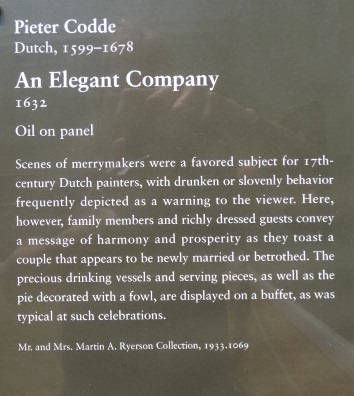 Pieter Codde
Dutch, 1599–1678
An Elegant Company
1632
Oil on panel
Scenes of merrymakers were a favored subject for 17th-
century Dutch painters, with drunken or slovenly behavior
frequently depicted as a warning to the viewer. Here,
however, family members and richly dressed guests convey
a message of harmony and prosperity as they toast a
couple that appears to be newly married or betrothed. The
precious drinking vessels and serving pieces, as well as the
pie decorated with a fowl, are displayed on a buffet, as was
typical at such celebrations.
Mr. and Mrs. Martin A. Ryerson Collection, 1933.1069